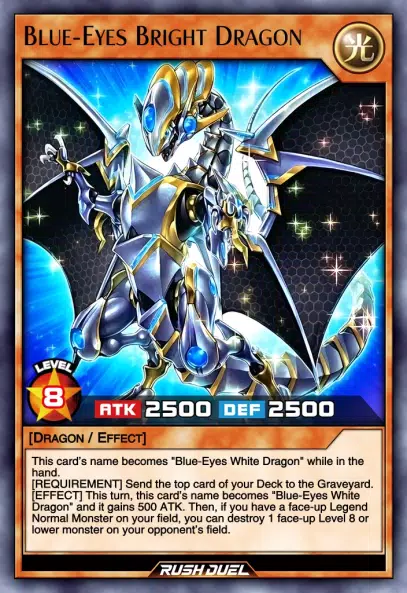 Blue-Eyes Bright Dragon
光
LEVEL
8
ATK 2500 DEF 2500
[Dragon / Effect]
This card's name becomes "Blue-Eyes White Dragon" while in the
hand.
[REQUIREMENT] Send the top card of your Deck to the Graveyard.
[EFFECT] This turn, this card's name becomes "Blue-Eyes White
Dragon" and it gains 500 ATK. Then, if you have a face-up Legend
Normal Monster on your field, you can destroy 1 face-up Level 8 or
lower monster on your opponent's field.
RUSH DUEL